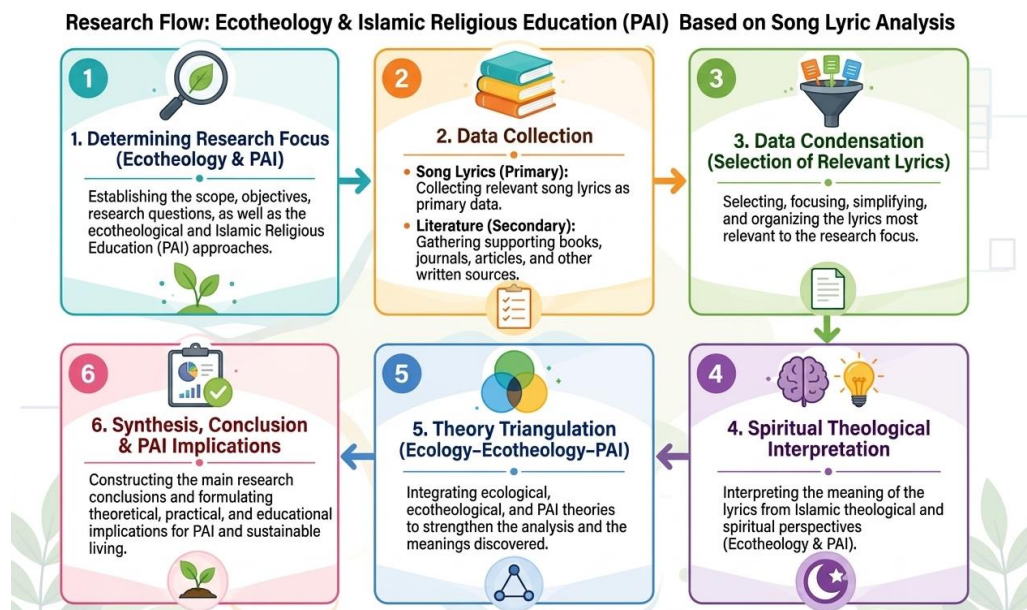 Research Flow: Ecotheology & Islamic Religious Education (PAI) Based on Song Lyric Analysis
1
1. Determining Research Focus
(Ecotheology & PAI)
Establishing the scope, objectives,
research questions, as well as the
ecotheological and Islamic Religious
Education (PAI) approaches.
2
2. Data Collection
• Song Lyrics (Primary):
Collecting relevant song lyrics as
primary data.
• Literature (Secondary):
Gathering supporting books,
journals, articles, and other
written sources.
3
3. Data Condensation
(Selection of Relevant Lyrics)
Selecting, focusing, simplifying,
and organizing the lyrics most
relevant to the research focus.
4
4. Spiritual Theological
Interpretation
Interpreting the meaning of the
lyrics from Islamic theological and
spiritual perspectives
(Ecotheology & PAI).
5
5. Theory Triangulation
(Ecology–Ecotheology–PAI)
Integrating ecological,
ecotheological, and PAI theories
to strengthen the analysis and the
meanings discovered.
6
6. Synthesis, Conclusion
& PAI Implications
Constructing the main research
conclusions and formulating
theoretical, practical, and educational
implications for PAI and sustainable
living.